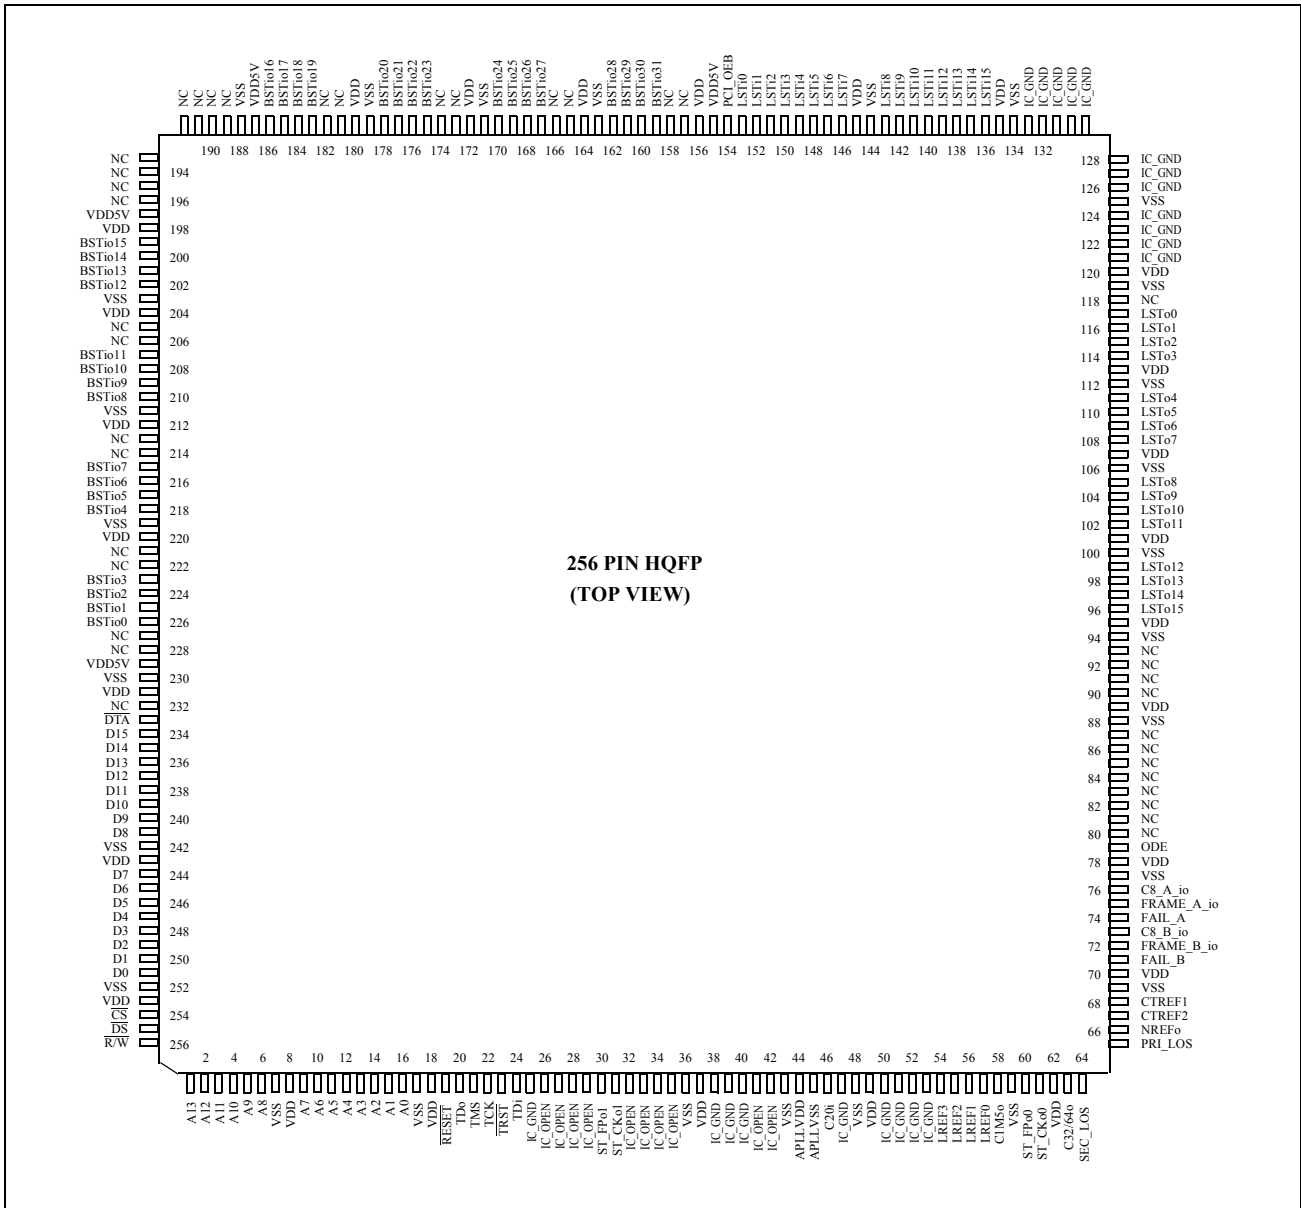 NC NC NC NC VSS VDD5V BSTio16 BSTio17 BSTio18 BSTio19 NC NC VDD VSS BSTio20 BSTio21 BSTio22 BSTio23 NC NC VDD VSS BSTio24 BSTio25 BSTio26 BSTio27 NC NC VDD VSS BSTio28 BSTio29 BSTio30 BSTio31 NC NC VDD VDD5V PCI_OEB LSTi0 LSTi1 LSTi2 LSTi3 LSTi4 LSTi5 LSTi6 LSTi7 VDD VSS LSTi8 LSTi9 LSTi10 LSTi11 LSTi12 LSTi13 LSTi14 LSTi15 VDD VSS IC_GND IC_GND IC_GND IC_GND IC_GND
190 188 186 184 182 180 178 176 174 172 170 168 166 164 162 160 158 156 154 152 150 148 146 144 142 140 138 136 134 132
NC
NC 194
NC
NC 196
VDD5V
VDD 198
BSTio15
BSTio14 200
BSTio13
BSTio12 202
VSS
VDD 204
NC
NC 206
BSTio11
BSTio10 208
BSTio9
BSTio8 210
VSS
VDD 212
NC
NC 214
BSTio7
BSTio6 216
BSTio5
BSTio4 218
VSS
VDD 220
NC
NC 222
BSTio3
BSTio2 224
BSTio1
BSTio0 226
NC
NC 228
VDD5V
VSS 230
VDD
NC 232
DTA
D15 234
D14
D13 236
D12
D11 238
D10
D9 240
D8
VSS 242
VDD
D7 244
D6
D5 246
D4
D3 248
D2
D1 250
D0
VSS 252
VDD
CS 254
DS
R/W 256
256 PIN HQFP
(TOP VIEW)
128 IC_GND
IC_GND
126 IC_GND
VSS
124 IC_GND
IC_GND
122 IC_GND
IC_GND
120 VDD
VSS
118 NC
LSTo0
116 LSTo1
LSTo2
114 LSTo3
VDD
112 VSS
LSTo4
110 LSTo5
LSTo6
108 LSTo7
VDD
106 VSS
LSTo8
104 LSTo9
LSTo10
102 LSTo11
VDD
100 VSS
LSTo12
98 LSTo13
LSTo14
96 LSTo15
VDD
94 VSS
NC
92 NC
NC
90 NC
VDD
88 VSS
NC
86 NC
NC
84 NC
NC
82 NC
NC
80 NC
ODE
78 VDD
VSS
76 C8_A_io
FRAME_A_io
74 FAIL_A
C8_B_io
72 FRAME_B_io
FAIL_B
70 VDD
VSS
68 CTREF1
CTREF2
66 NREFo
PRI_LOS
2 4 6 8 10 12 14 16 18 20 22 24 26 28 30 32 34 36 38 40 42 44 46 48 50 52 54 56 58 60 62 64
A13 A12 A11 A10 A9 A8 VSS VDD A7 A6 A5 A4 A3 A2 A1 A0 VSS VDD RESET TDo TMS TCK TRST TDi IC_GND IC_OPEN IC_OPEN IC_OPEN IC_OPEN ST_FPo1 ST_CKo1 IC_OPEN IC_OPEN IC_OPEN IC_OPEN VSS VDD IC_GND IC_GND IC_GND IC_OPEN IC_OPEN VSS APLLVDD APLLVSS C20i IC_GND VSS VDD IC_GND IC_GND IC_GND IC_GND LREF3 LREF2 LREF1 LREF0 C1M5o VSS ST_FPo0 ST_CKo0 VDD C32/64o SEC_LOS